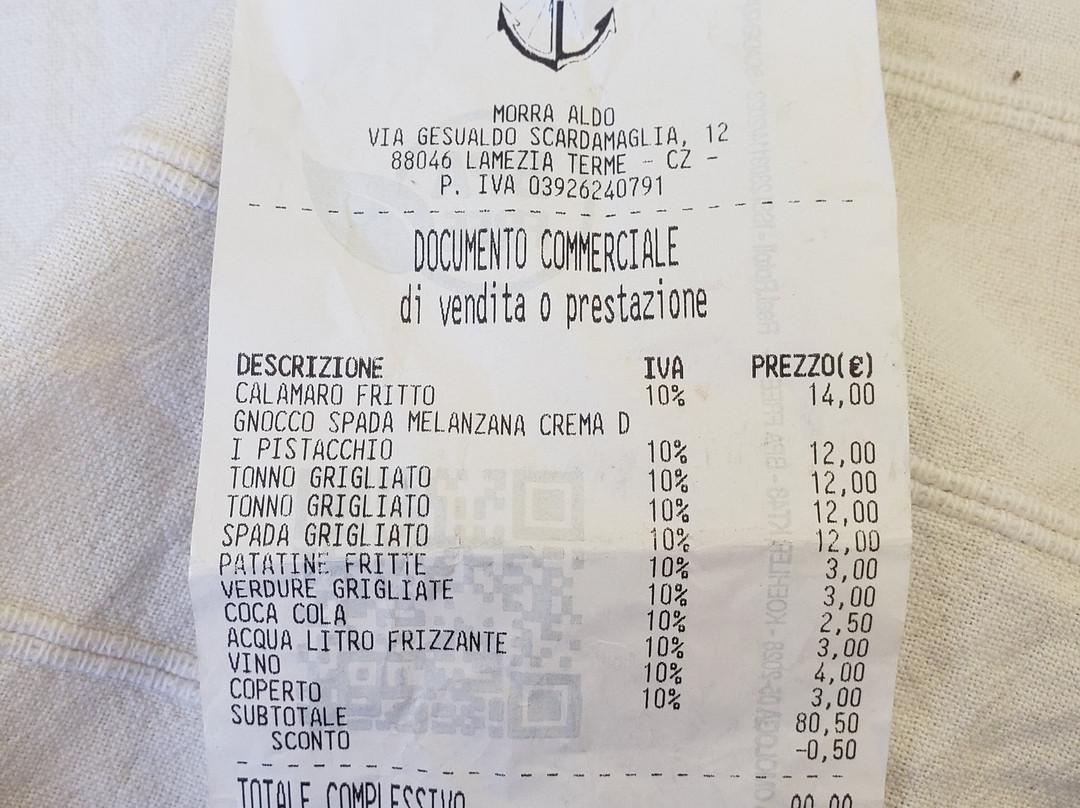 MORRA ALDO
VIA GESUALDO SCARDAMAGLIA, 12
88046 LAMEZIA TERME - CZ -
P. IVA 03926240791
DOCUMENTO COMMERCIALE
di vendita o prestazione
DESCRIZIONE IVA PREZZO(€)
CALAMARO FRITTO 10% 14,00
GNOCCO SPADA MELANZANA CREMA D
I PISTACCHIO 10% 12,00
TONNO GRIGLIATO 10% 12,00
TONNO GRIGLIATO 10% 12,00
SPADA GRIGLIATO 10% 12,00
PATATINE FRITTE 10% 3,00
VERDURE GRIGLIATE 10% 3,00
COCA COLA 10% 2,50
ACQUA LITRO FRIZZANTE 10% 3,00
VINO 10% 4,00
COPERTO 10% 3,00
SUBTOTALE 80,50
SCONTO -0,50
TOTALE COMPLESSIVO